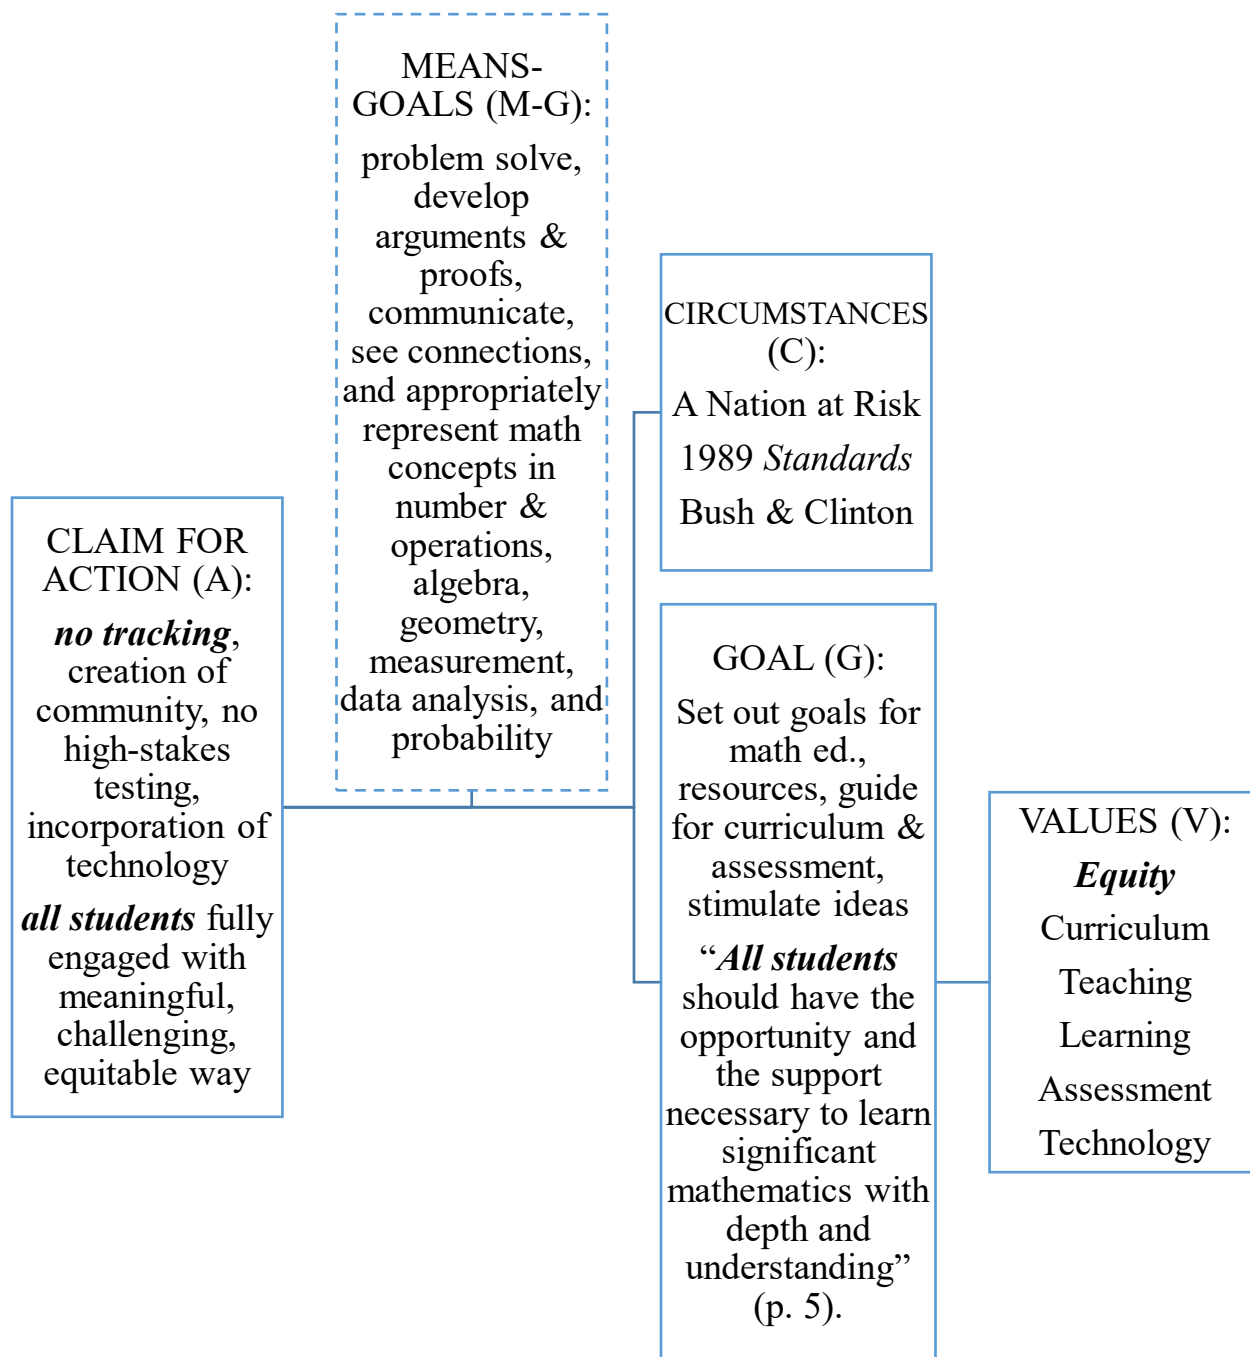 MEANS-
GOALS (M-G):
problem solve,
develop
arguments &
proofs,
communicate,
see connections,
and appropriately
represent math
concepts in
number &
operations,
algebra,
geometry,
measurement,
data analysis, and
probability
CLAIM FOR
ACTION (A):
no tracking,
creation of
community, no
high-stakes
testing,
incorporation of
technology
all students fully
engaged with
meaningful,
challenging,
equitable way
CIRCUMSTANCES
(C):
A Nation at Risk
1989 Standards
Bush & Clinton
GOAL (G):
Set out goals for
math ed.,
resources, guide
for curriculum &
assessment,
stimulate ideas
“All students
should have the
opportunity and
the support
necessary to learn
significant
mathematics with
depth and
understanding”
(p. 5).
VALUES (V):
Equity
Curriculum
Teaching
Learning
Assessment
Technology